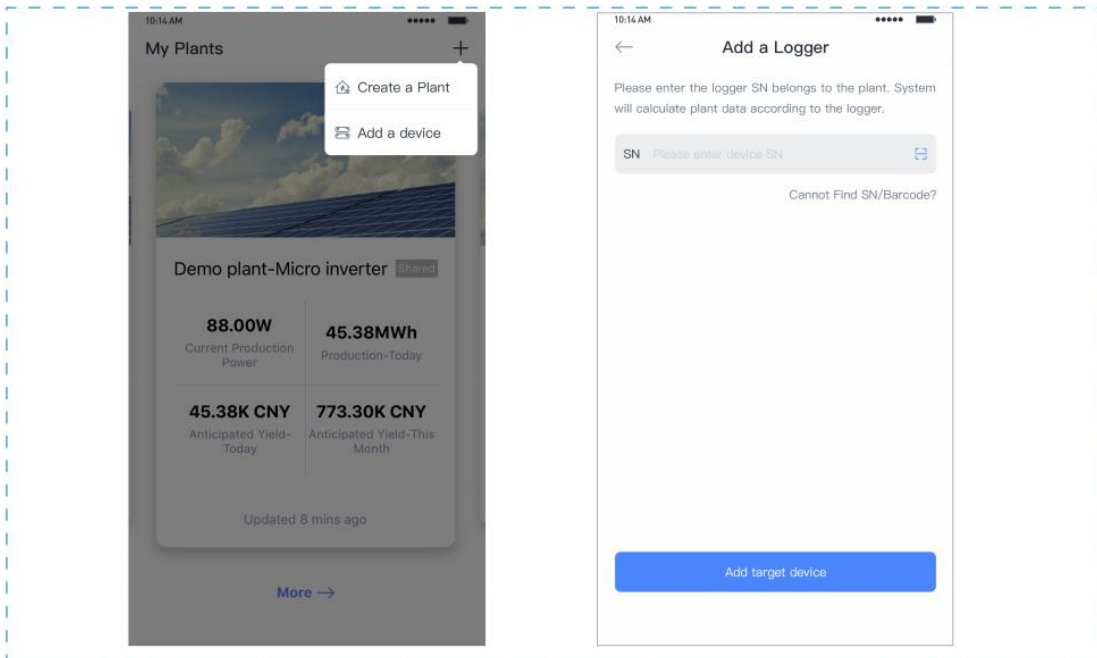 10:14 AM
My Plants
+
Create a Plant
Add a device
Demo plant-Micro inverter Shared
88.00W
Current Production
Power
45.38MWh
Production-Today
45.38K CNY
Anticipated Yield-
Today
773.30K CNY
Anticipated Yield-This
Month
Updated 8 mins ago
More →
10:14 AM
←
Add a Logger
Please enter the logger SN belongs to the plant. System
will calculate plant data according to the logger.
SN Please enter device SN
Cannot Find SN/Barcode?
Add target device